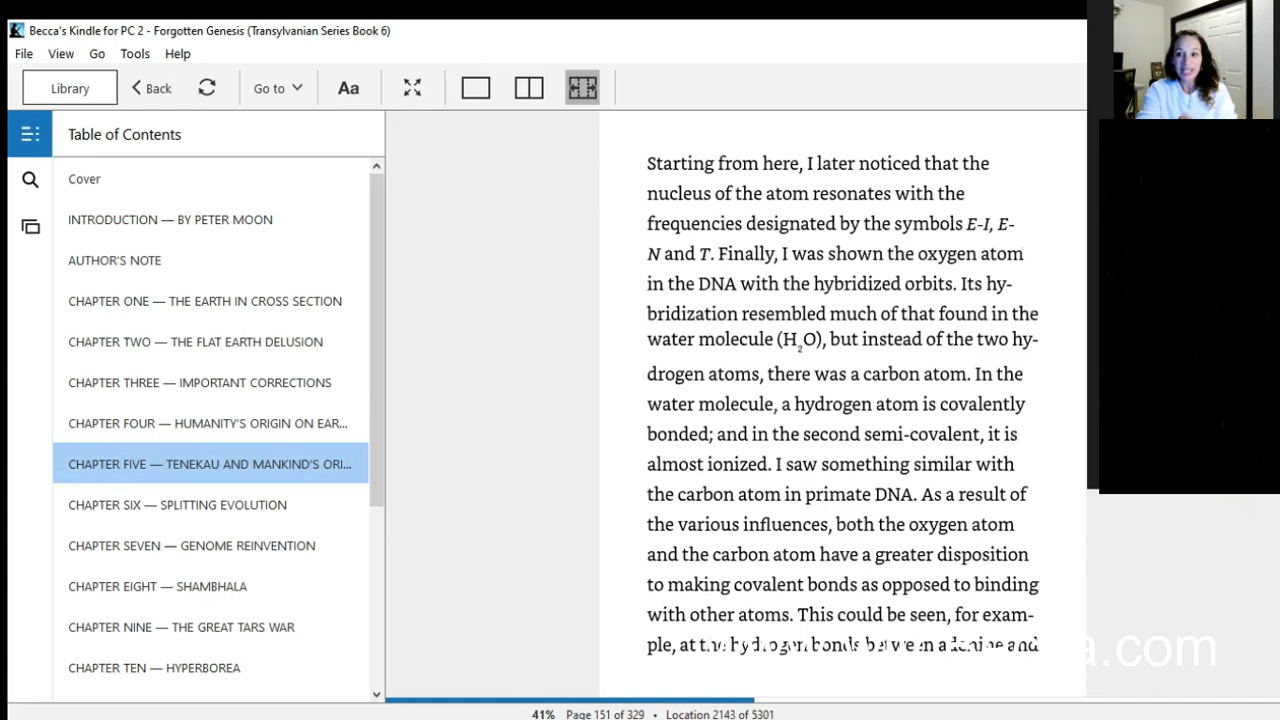 Becca's Kindle for PC 2 - Forgotten Genesis (Transylvanian Series Book 6)
File View Go Tools Help
Library Back Go to Aa
Table of Contents
Cover
INTRODUCTION — BY PETER MOON
AUTHOR'S NOTE
CHAPTER ONE — THE EARTH IN CROSS SECTION
CHAPTER TWO — THE FLAT EARTH DELUSION
CHAPTER THREE — IMPORTANT CORRECTIONS
CHAPTER FOUR — HUMANITY'S ORIGIN ON EAR...
CHAPTER FIVE — TENEKAU AND MANKIND'S ORI...
CHAPTER SIX — SPLITTING EVOLUTION
CHAPTER SEVEN — GENOME REINVENTION
CHAPTER EIGHT — SHAMBHALA
CHAPTER NINE — THE GREAT TARS WAR
CHAPTER TEN — HYPERBOREA
Starting from here, I later noticed that the
nucleus of the atom resonates with the
frequencies designated by the symbols E-I, E-
N and T. Finally, I was shown the oxygen atom
in the DNA with the hybridized orbits. Its hy-
bridization resembled much of that found in the
water molecule (H2O), but instead of the two hy-
drogen atoms, there was a carbon atom. In the
water molecule, a hydrogen atom is covalently
bonded; and in the second semi-covalent, it is
almost ionized. I saw something similar with
the carbon atom in primate DNA. As a result of
the various influences, both the oxygen atom
and the carbon atom have a greater disposition
to making covalent bonds as opposed to binding
with other atoms. This could be seen, for exam-
ple, at the hydrogen bonds between adenine and
a.com
41% Page 151 of 329 • Location 2143 of 5301